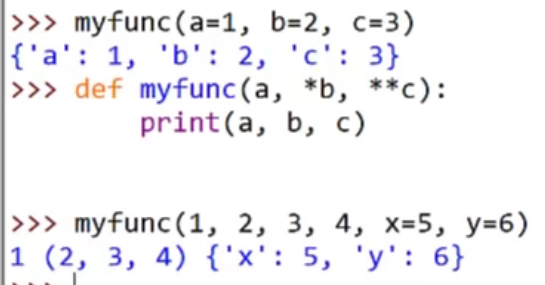 >>> myfunc(a=1, b=2, c=3)
{'a': 1, 'b': 2, 'c': 3}
>>> def myfunc(a, *b, **c):
        print(a, b, c)
>>> myfunc(1, 2, 3, 4, x=5, y=6)
1 (2, 3, 4) {'x': 5, 'y': 6}
>>>